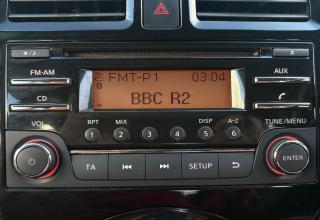 FMT-P1 03:04
BBC R2
FM-AM
AUX
CD
VOL
RPT MIX DISP A-Z
TUNE/MENU
1 2 3 4 5 6
TA SETUP
ENTER